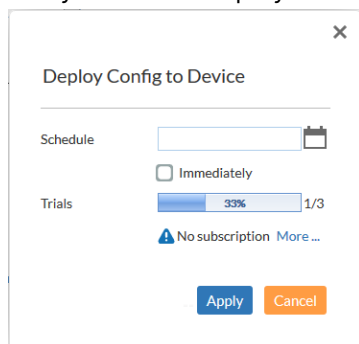 Deploy Config to Device
Schedule
Immediately
Trials 33% 1/3
No subscription More ...
Apply Cancel